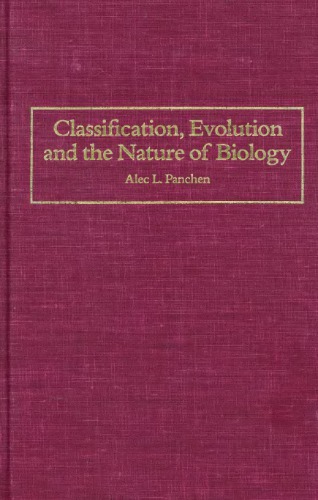 Classification, Evolution
and the Nature of Biology
Alec L. Panchen